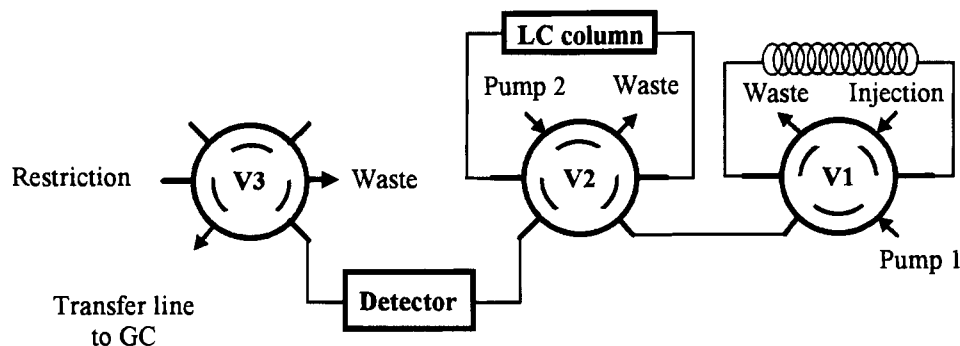 LC column
Pump 2
Waste
Waste
Injection
Restriction
V3
Waste
V2
V1
Pump 1
Detector
Transfer line
to GC